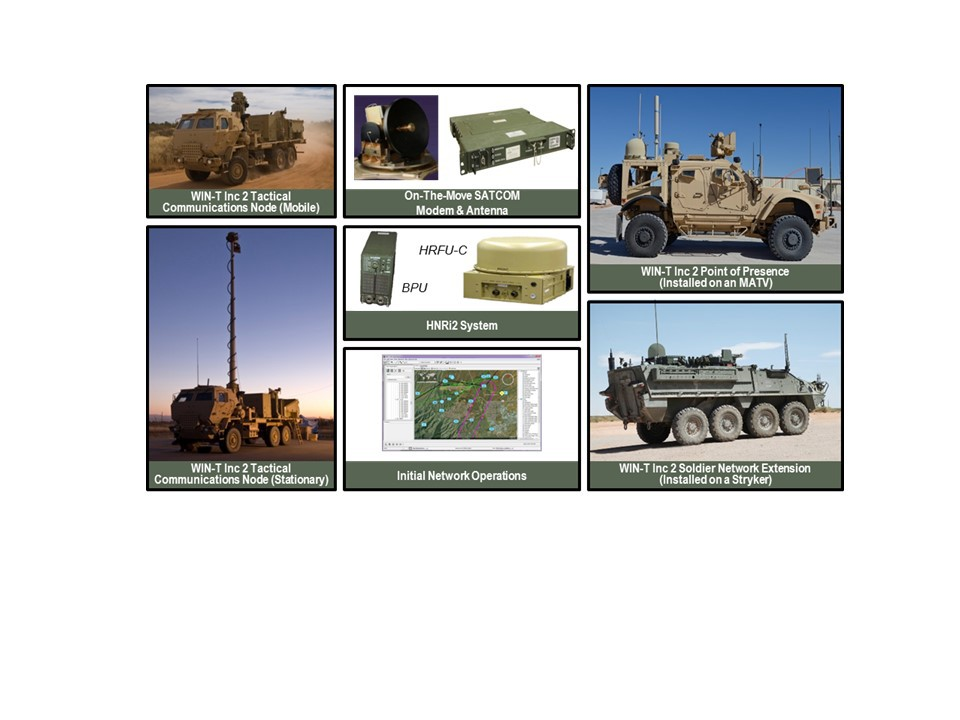 WIN-T Inc 2 Tactical
Communications Node (Mobile)
On-The-Move SATCOM
Modem & Antenna
WIN-T Inc 2 Point of Presence
(Installed on an MATV)
HRFU-C
BPU
HNRi2 System
WIN-T Inc 2 Tactical
Communications Node (Stationary)
Initial Network Operations
WIN-T Inc 2 Soldier Network Extension
(Installed on a Stryker)